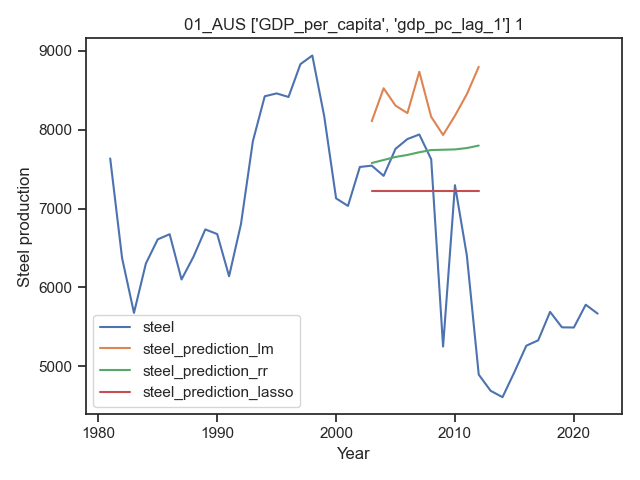 01_AUS ['GDP_per_capita', 'gdp_pc_lag_1'] 1
9000
8000
7000
6000
5000
Steel production
steel
steel_prediction_lm
steel_prediction_rr
steel_prediction_lasso
1980
1990
2000
2010
2020
Year